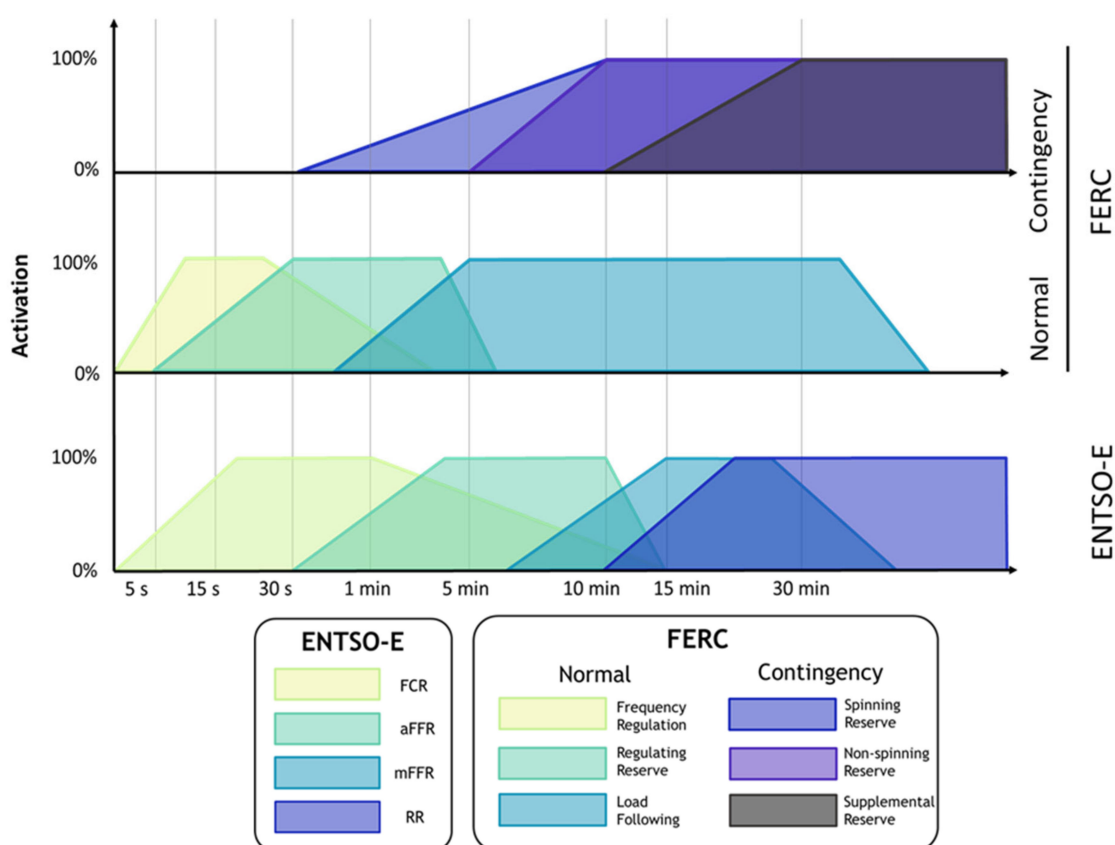 100%
0%
Contingency
FERC
100%
0%
Normal
Activation
100%
0%
ENTSO-E
5 s
15 s
30 s
1 min
5 min
10 min
15 min
30 min
ENTSO-E
FCR
aFFR
mFFR
RR
FERC
Normal
Contingency
Frequency
Regulation
Regulating
Reserve
Load
Following
Spinning
Reserve
Non-spinning
Reserve
Supplemental
Reserve